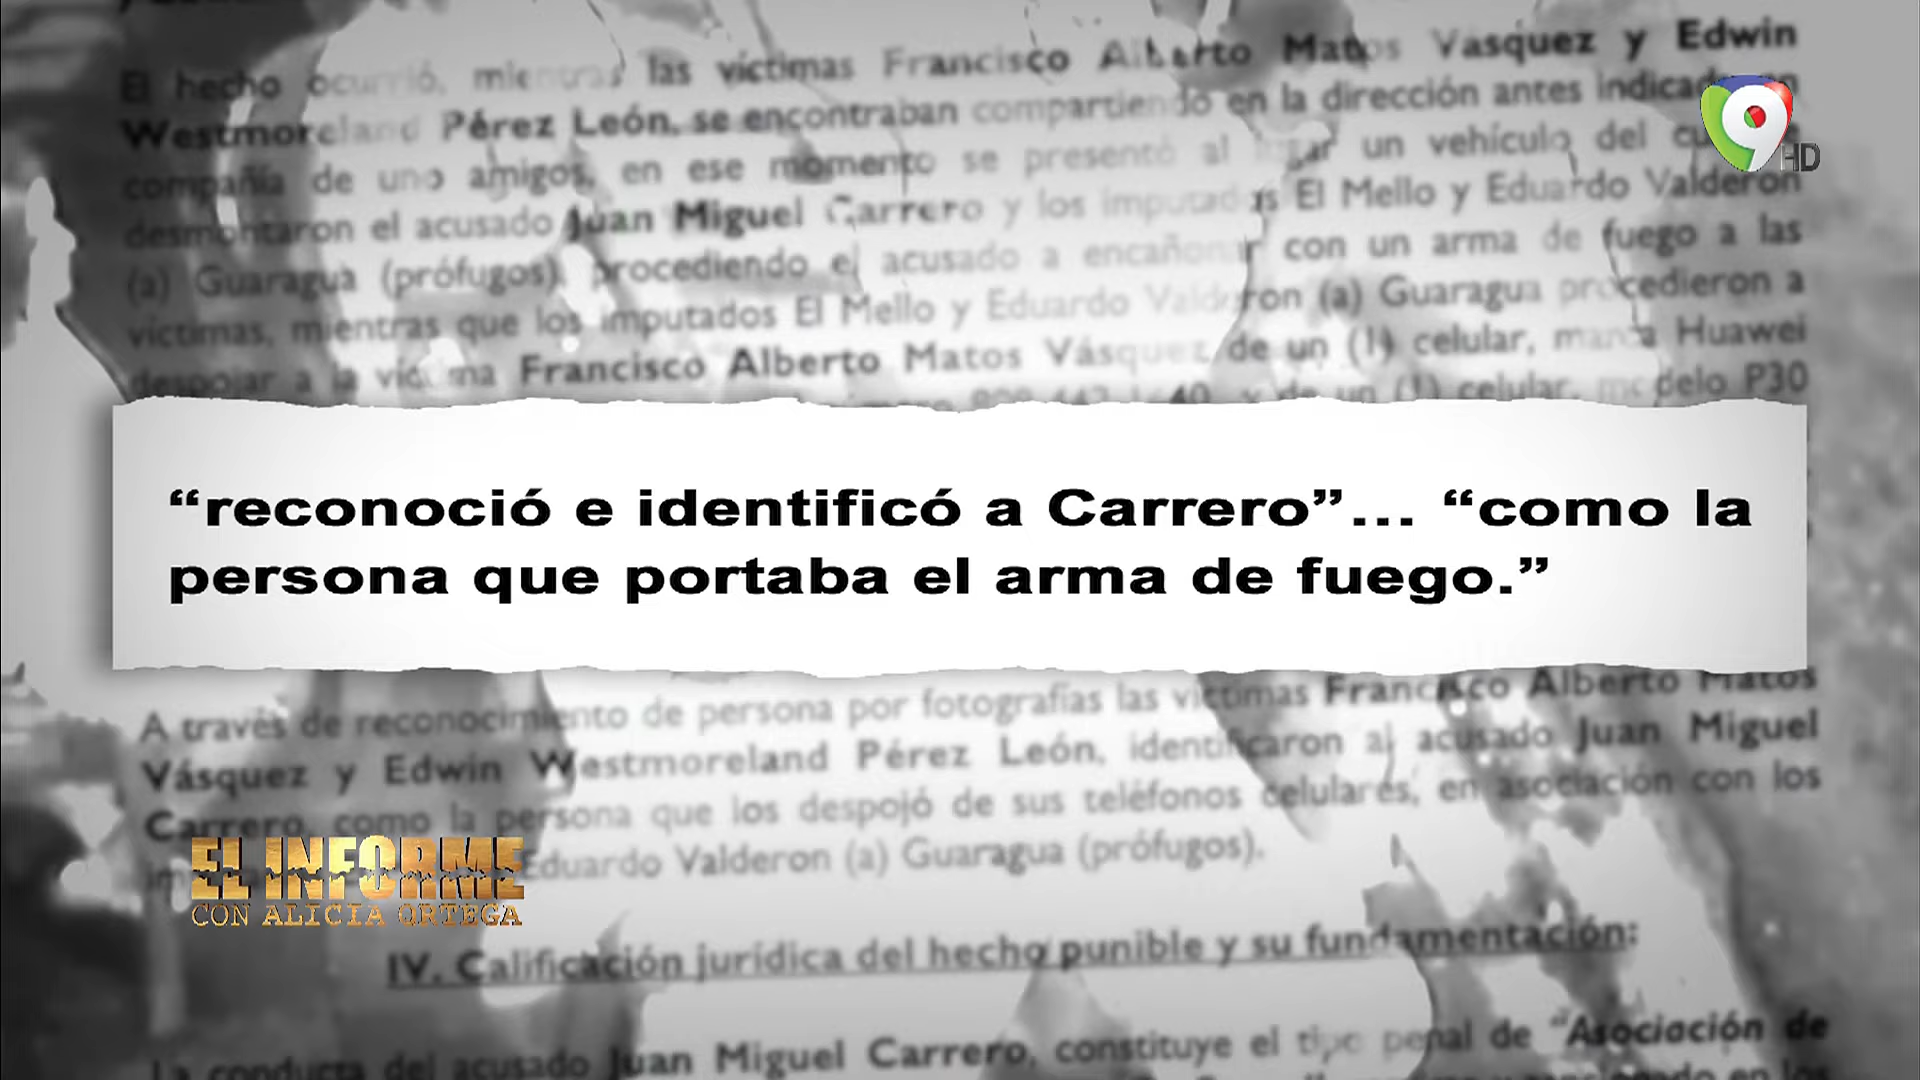 El hecho ocurrió, mientras las víctimas Francisco Alberto Matos Vasquez y Edwin
Westmoreland Pérez León, se encontraban compartiendo en la dirección antes indicada en
compañía de uno amigos, en ese momento se presentó al lugar un vehículo del cual se
desmontaron el acusado Juan Miguel Carrero y los imputados El Mello y Eduardo Valderon
(a) Guaragua (prófugos), procediendo el acusado a encañonar con un arma de fuego a las
víctimas, mientras que los imputados El Mello y Eduardo Valderon (a) Guaragua procedieron a
despojar a la víctima Francisco Alberto Matos Vásquez de un (1) celular, marca Huawei
y de un (1) celular, modelo P30
9 HD
“reconoció e identificó a Carrero”... “como la
persona que portaba el arma de fuego.”
A través de reconocimiento de persona por fotografías las víctimas Francisco Alberto Matos
Vásquez y Edwin Westmoreland Pérez León, identificaron al acusado Juan Miguel
Carrero, como la persona que los despojó de sus teléfonos celulares, en asociación con los
Eduardo Valderon (a) Guaragua (prófugos).
EL INFORME
CON ALICIA ORTEGA
IV. Calificación jurídica del hecho punible y su fundamentación:
La conducta del acusado Juan Miguel Carrero, constituye el tipo penal de "Asociación de